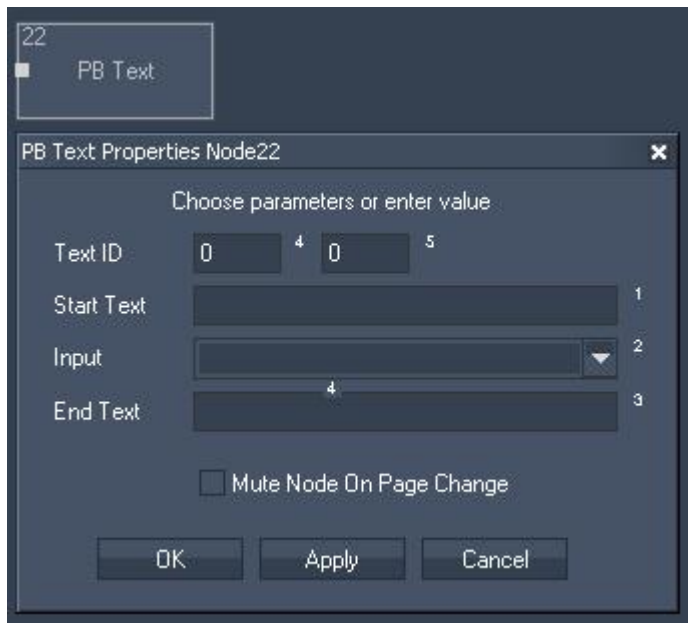 22
PB Text
PB Text Properties Node22
Choose parameters or enter value
Text ID 0 4 0 5
Start Text 1
Input 2
4
End Text 3
Mute Node On Page Change
OK Apply Cancel